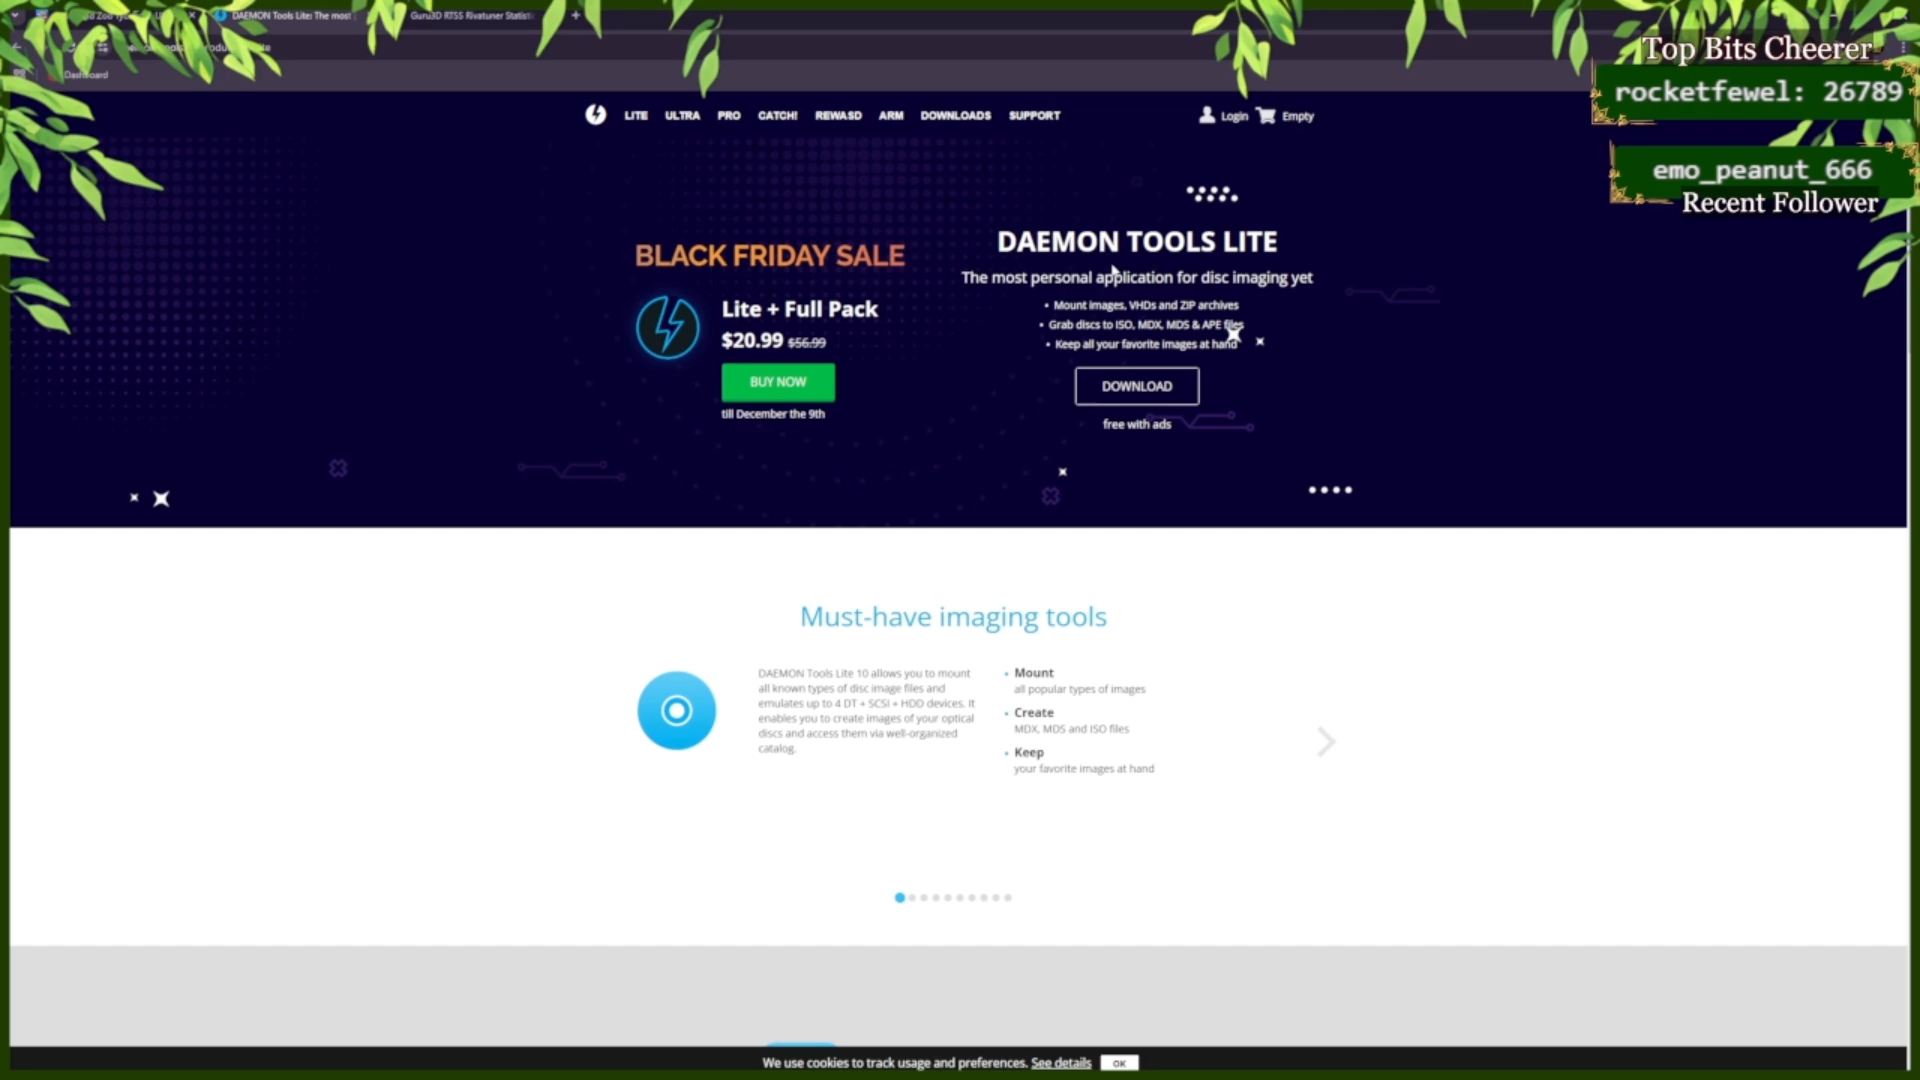 DAEMON Tools Lite: The most
Guru3D RTSS Rivatuner Statisti
Dashboard
Top Bits Cheerer
rocketfewel: 26789
emo_peanut_666
Recent Follower
LITE ULTRA PRO CATCH! REWASD ARM DOWNLOADS SUPPORT
Login Empty
BLACK FRIDAY SALE
Lite + Full Pack
$20.99 $56.99
BUY NOW
till December the 9th
DAEMON TOOLS LITE
The most personal application for disc imaging yet
• Mount images, VHDs and ZIP archives
• Grab discs to ISO, MDX, MDS & APE files
• Keep all your favorite images at hand
DOWNLOAD
free with ads
Must-have imaging tools
DAEMON Tools Lite 10 allows you to mount
all known types of disc image files and
emulates up to 4 DT + SCSI + HDD devices. It
enables you to create images of your optical
discs and access them via well-organized
catalog.
• Mount
all popular types of images
• Create
MDX, MDS and ISO files
• Keep
your favorite images at hand
We use cookies to track usage and preferences. See details OK